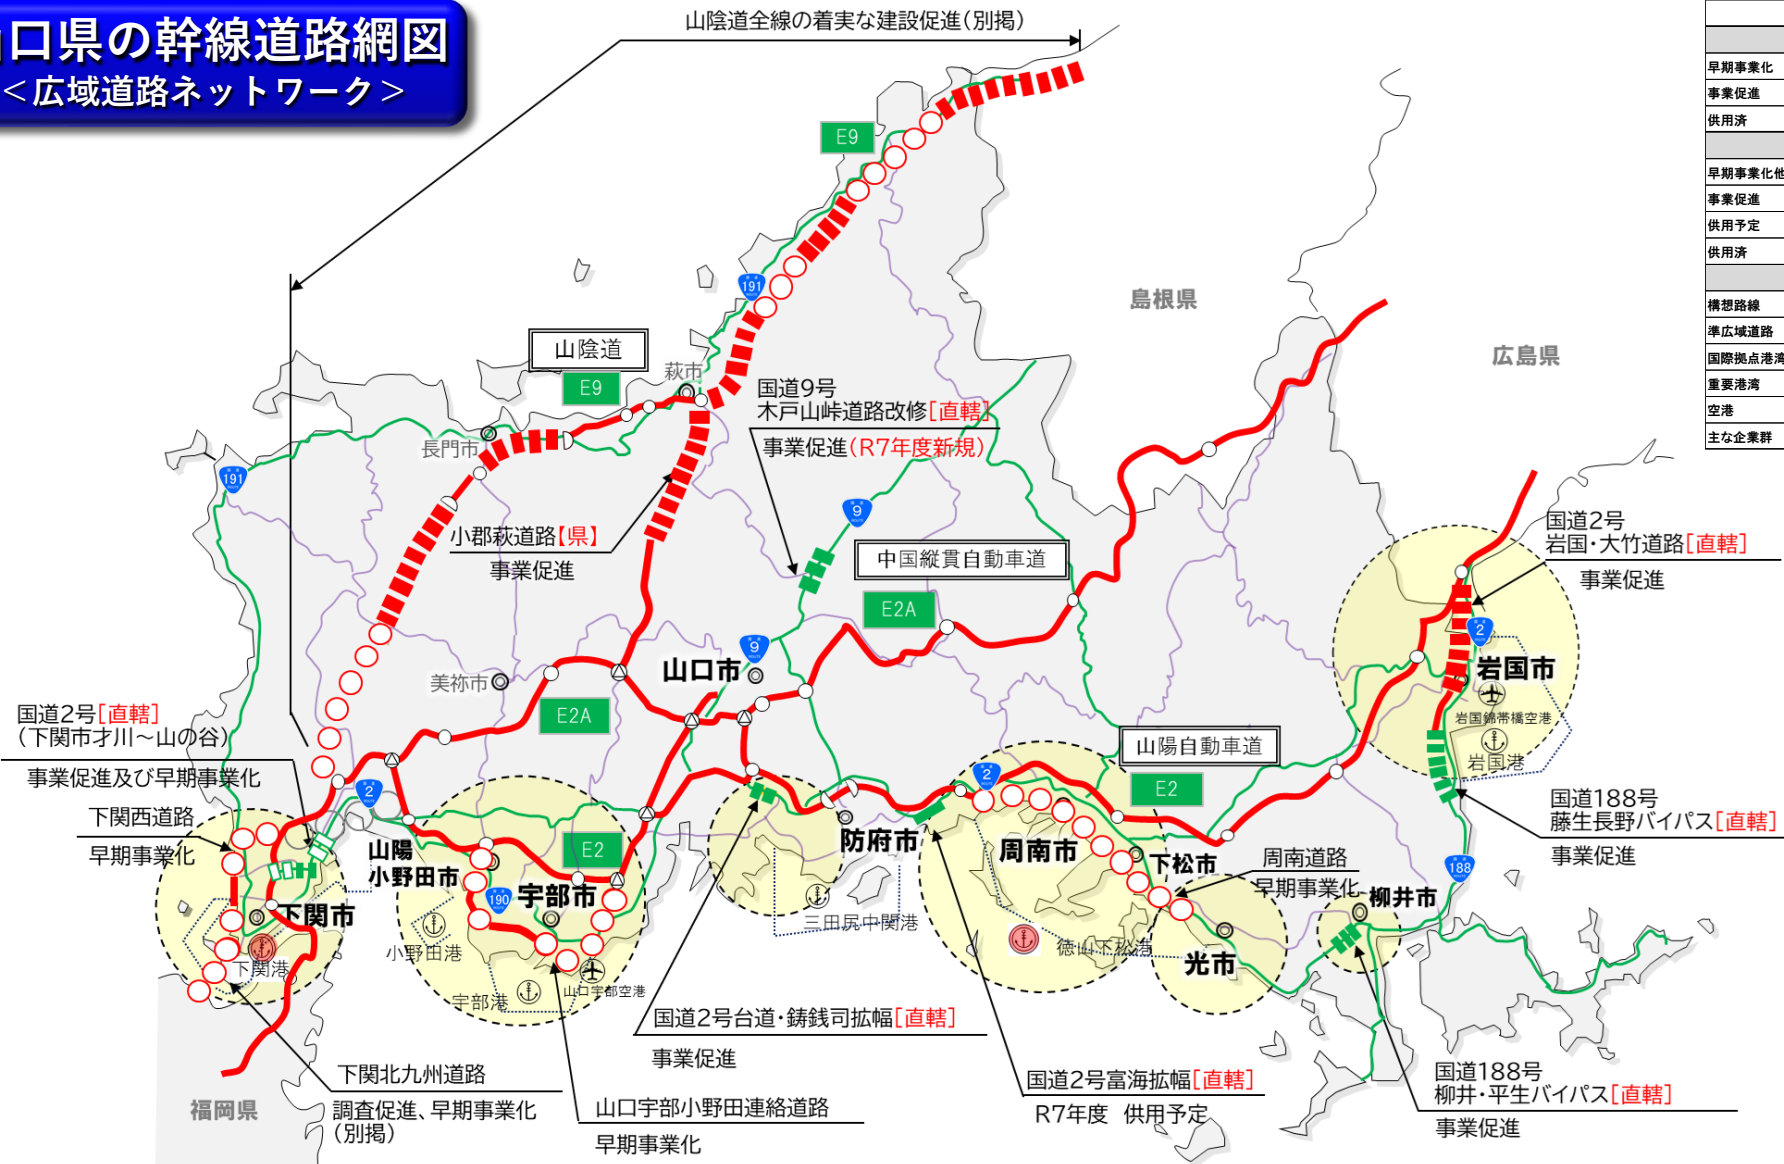 口県の幹線道路網図
＜広域道路ネットワーク＞
山陰道全線の着実な建設促進(別掲)
早期事業化
事業促進
供用済
早期事業化他
事業促進
供用予定
供用済
構想路線
準広域道路
国際拠点港湾
重要港湾
空港
主な企業群
E9
191
島根県
広島県
山陰道
E9
萩市
国道9号
木戸山峠道路改修[直轄]
事業促進(R7年度新規)
長門市
191
9
小郡萩道路【県】
事業促進
中国縦貫自動車道
E2A
国道2号
岩国・大竹道路[直轄]
事業促進
2
岩国市
岩国錦帯橋空港
岩国港
9
山口市
美祢市
E2A
国道2号[直轄]
(下関市才川～山の谷)
事業促進及び早期事業化
山陽自動車道
E2
2
2
下関西道路
早期事業化
国道188号
藤生長野バイパス[直轄]
事業促進
188
山陽
小野田市
E2
190
宇部市
防府市
周南市
下松市
周南道路
早期事業化
柳井市
下関市
下関港
小野田港
宇部港
山口宇部空港
三田尻中関港
徳山下松港
光市
国道2号台道・鋳銭司拡幅[直轄]
事業促進
下関北九州道路
調査促進、早期事業化
(別掲)
福岡県
山口宇部小野田連絡道路
早期事業化
国道2号富海拡幅[直轄]
R7年度 供用予定
国道188号
柳井・平生バイパス[直轄]
事業促進